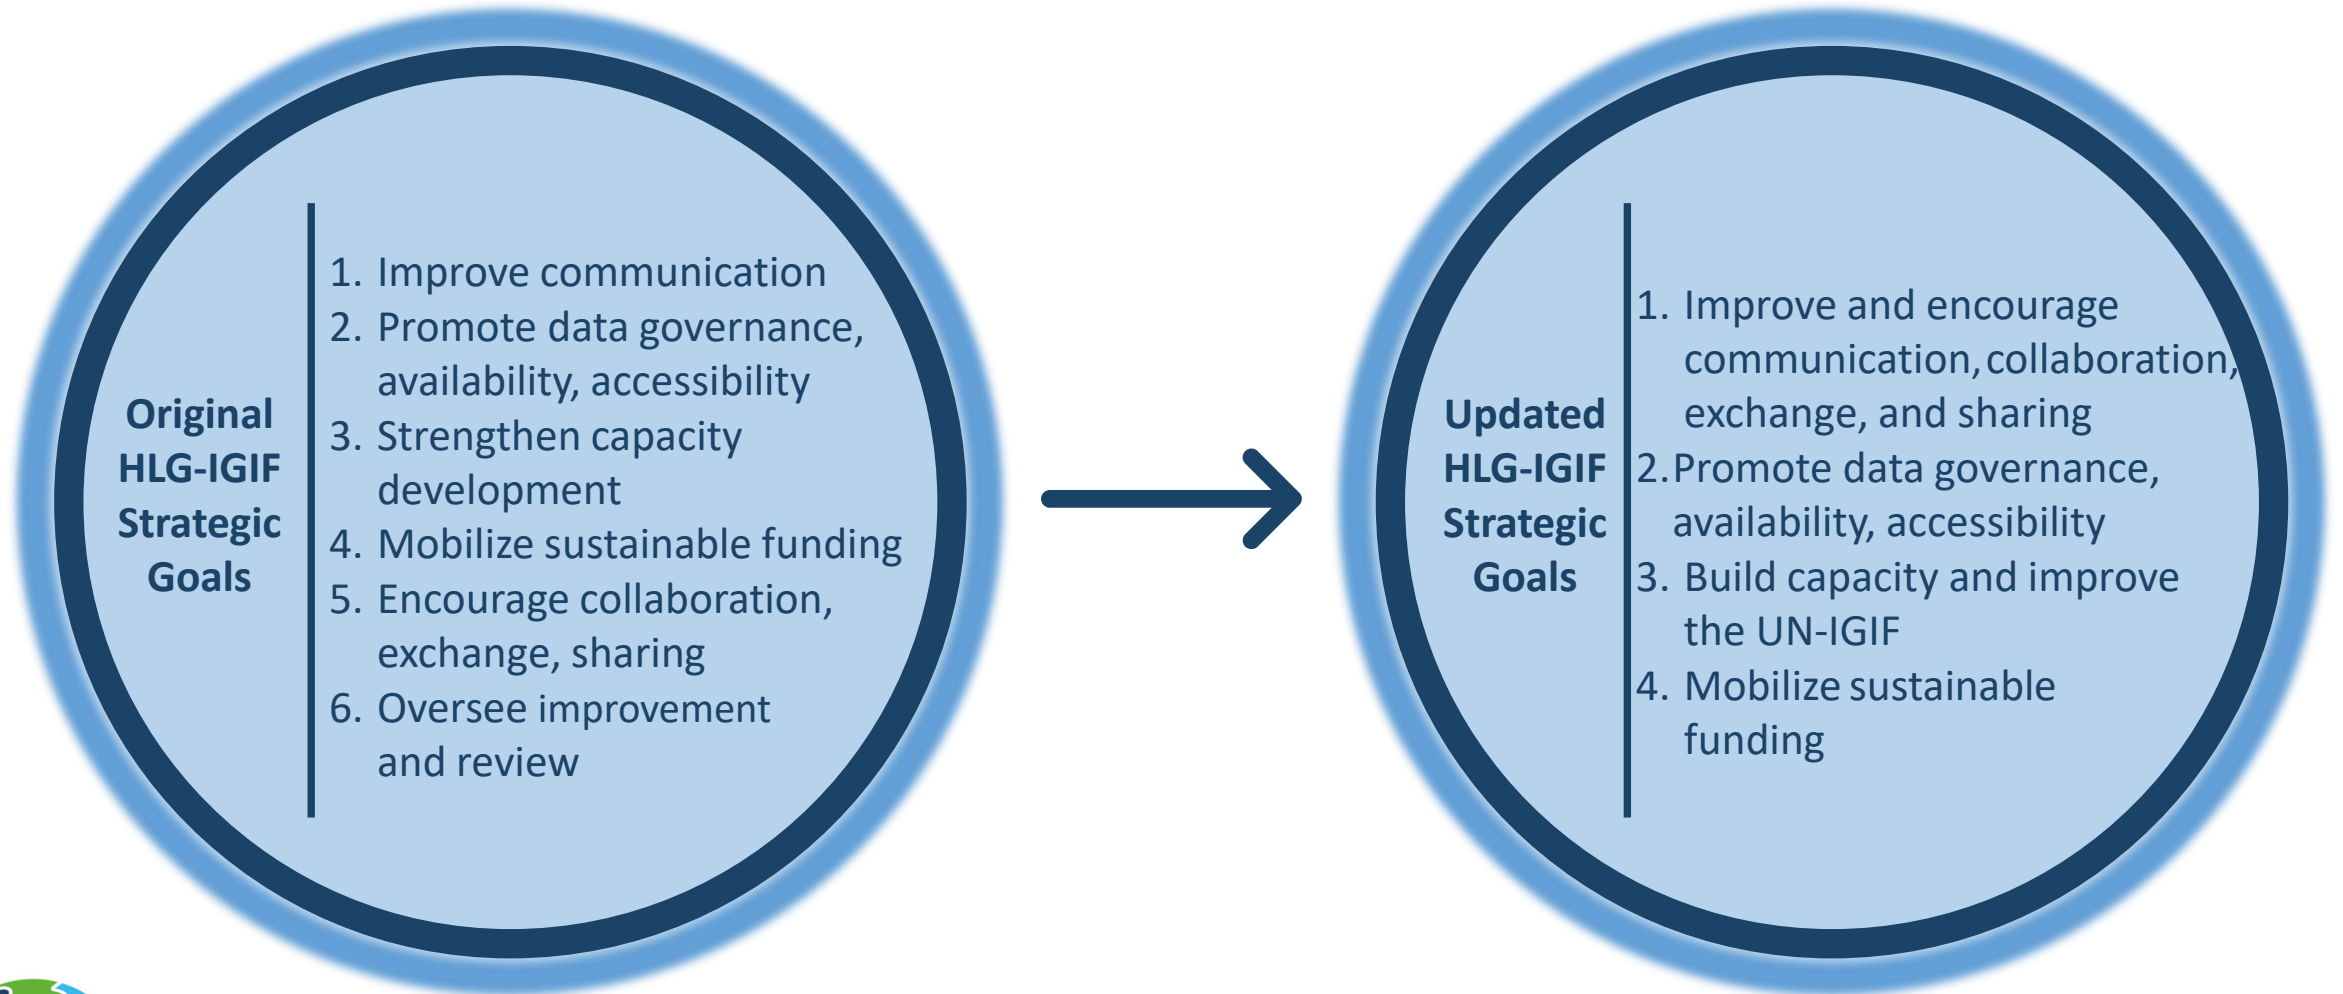 Original
HLG-IGIF
Strategic
Goals
1. Improve communication
2. Promote data governance,
availability, accessibility
3. Strengthen capacity
development
4. Mobilize sustainable funding
5. Encourage collaboration,
exchange, sharing
6. Oversee improvement
and review
Updated
HLG-IGIF
Strategic
Goals
1. Improve and encourage
communication, collaboration,
exchange, and sharing
2.Promote data governance,
availability, accessibility
3. Build capacity and improve
the UN-IGIF
4. Mobilize sustainable
funding